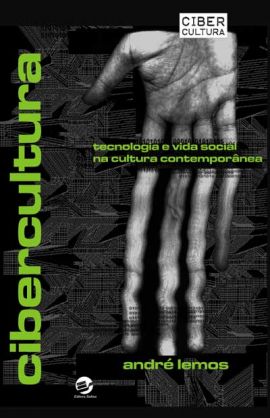 CIBER
CULTURA
cibercultura
tecnologia e vida social
na cultura contemporânea
andré lemos
Editora Sulina